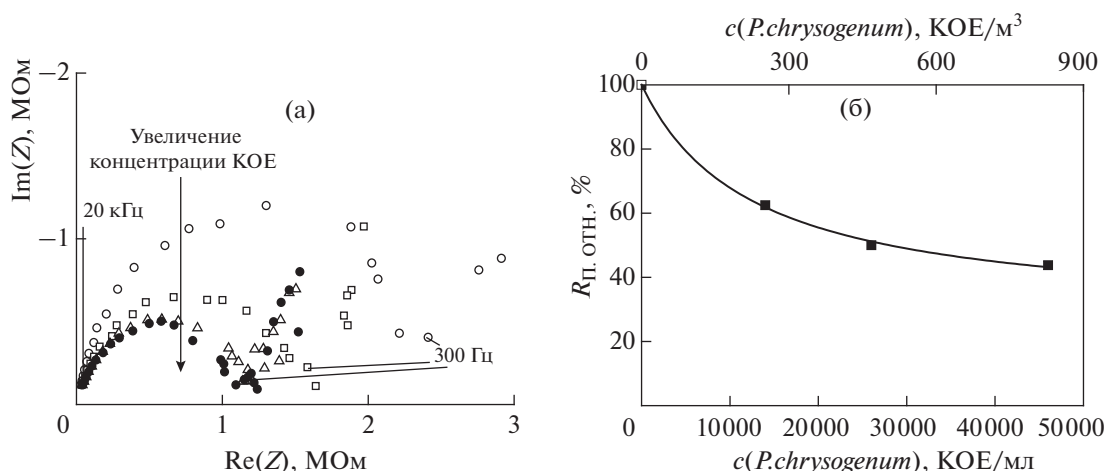 −2
−1
Im(Z), МОм
(а)
Увеличение
концентрации КОЕ
20 кГц
300 Гц
0 1 2 3
Re(Z), МОм
c(P.chrysogenum), КОЕ/м³
0 300 600 900
(б)
100
80
60
40
20
Rп. отн., %
0 10000 20000 30000 40000 50000
c(P.chrysogenum), КОЕ/мл